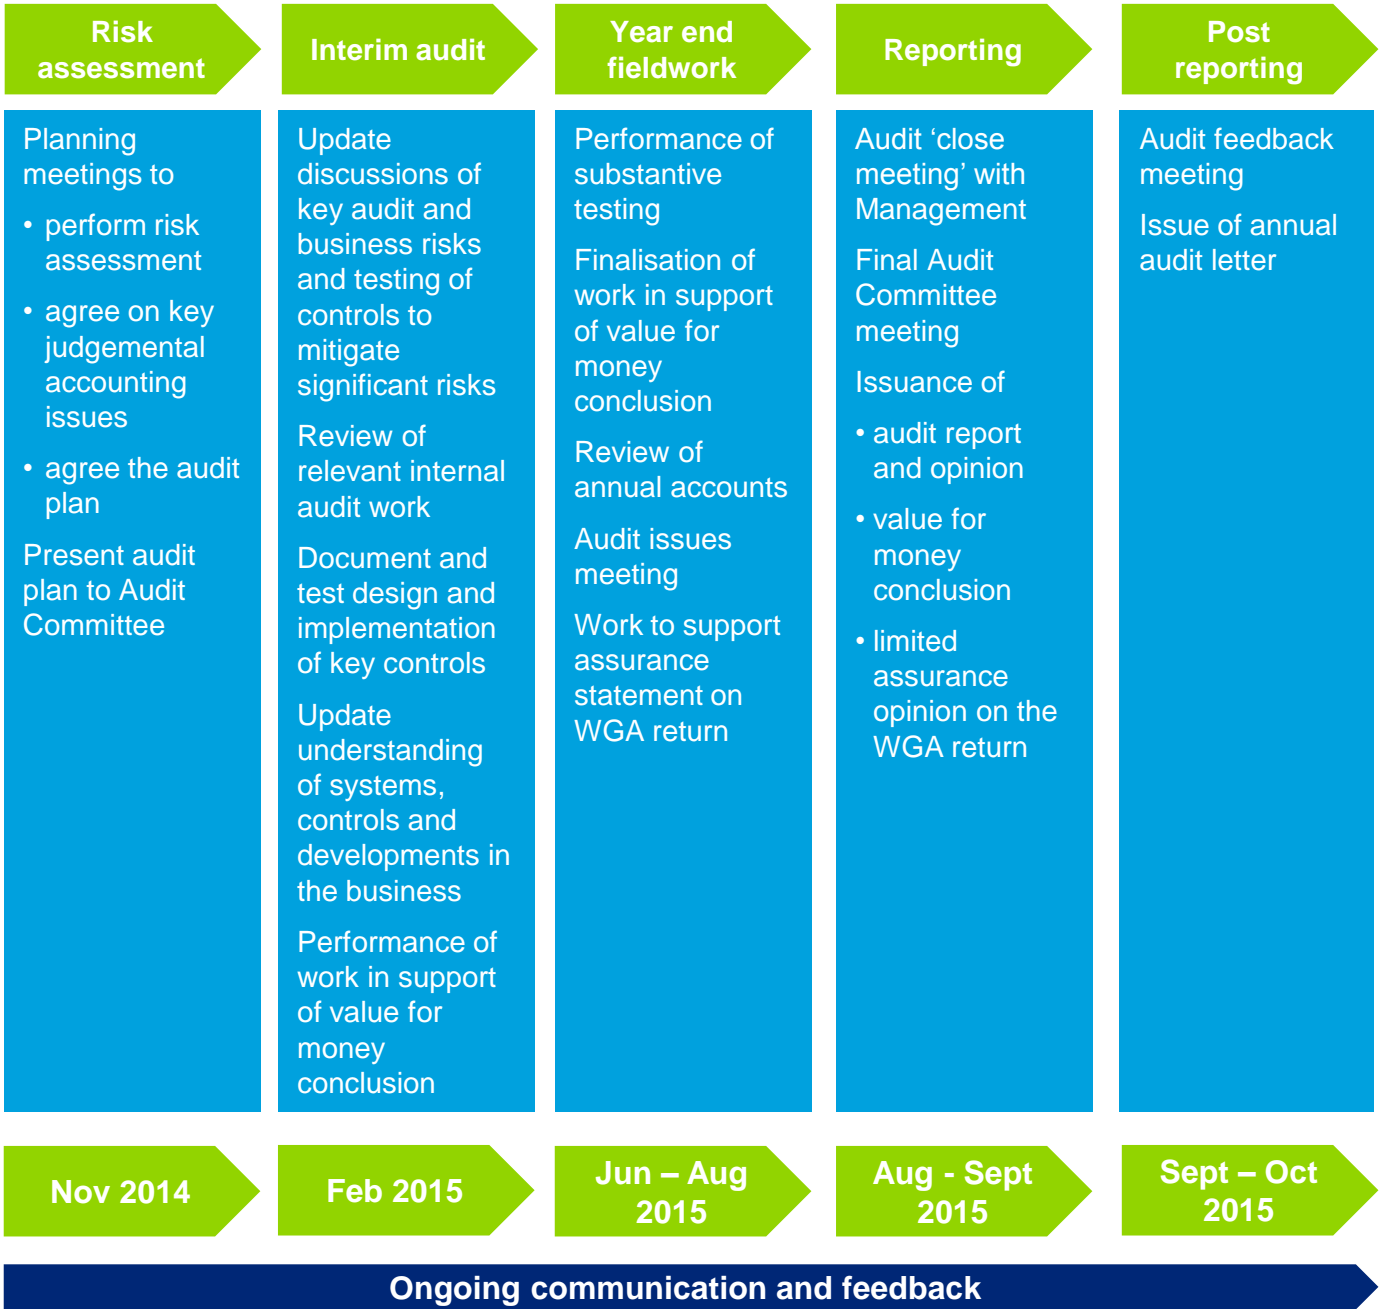 Risk
assessment
Interim audit
Year end
fieldwork
Reporting
Post
reporting
Planning
meetings to
• perform risk
assessment
• agree on key
judgemental
accounting
issues
• agree the audit
plan
Present audit
plan to Audit
Committee
Update
discussions of
key audit and
business risks
and testing of
controls to
mitigate
significant risks
Review of
relevant internal
audit work
Document and
test design and
implementation
of key controls
Update
understanding
of systems,
controls and
developments in
the business
Performance of
work in support
of value for
money
conclusion
Performance of
substantive
testing
Finalisation of
work in support
of value for
money
conclusion
Review of
annual accounts
Audit issues
meeting
Work to support
assurance
statement on
WGA return
Audit ‘close
meeting’ with
Management
Final Audit
Committee
meeting
Issuance of
• audit report
and opinion
• value for
money
conclusion
• limited
assurance
opinion on the
WGA return
Audit feedback
meeting
Issue of annual
audit letter
Nov 2014
Feb 2015
Jun – Aug
2015
Aug - Sept
2015
Sept – Oct
2015
Ongoing communication and feedback